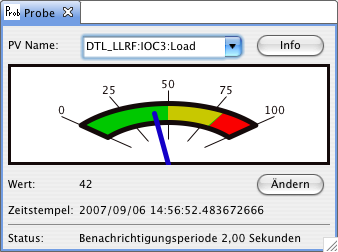 Prob Probe
PV Name: DTL_LLRF:IOC3:Load Info
0 25 50 75 100
Wert: 42 Ändern
Zeitstempel: 2007/09/06 14:56:52.483672666
Status: Benachrichtigungsperiode 2,00 Sekunden